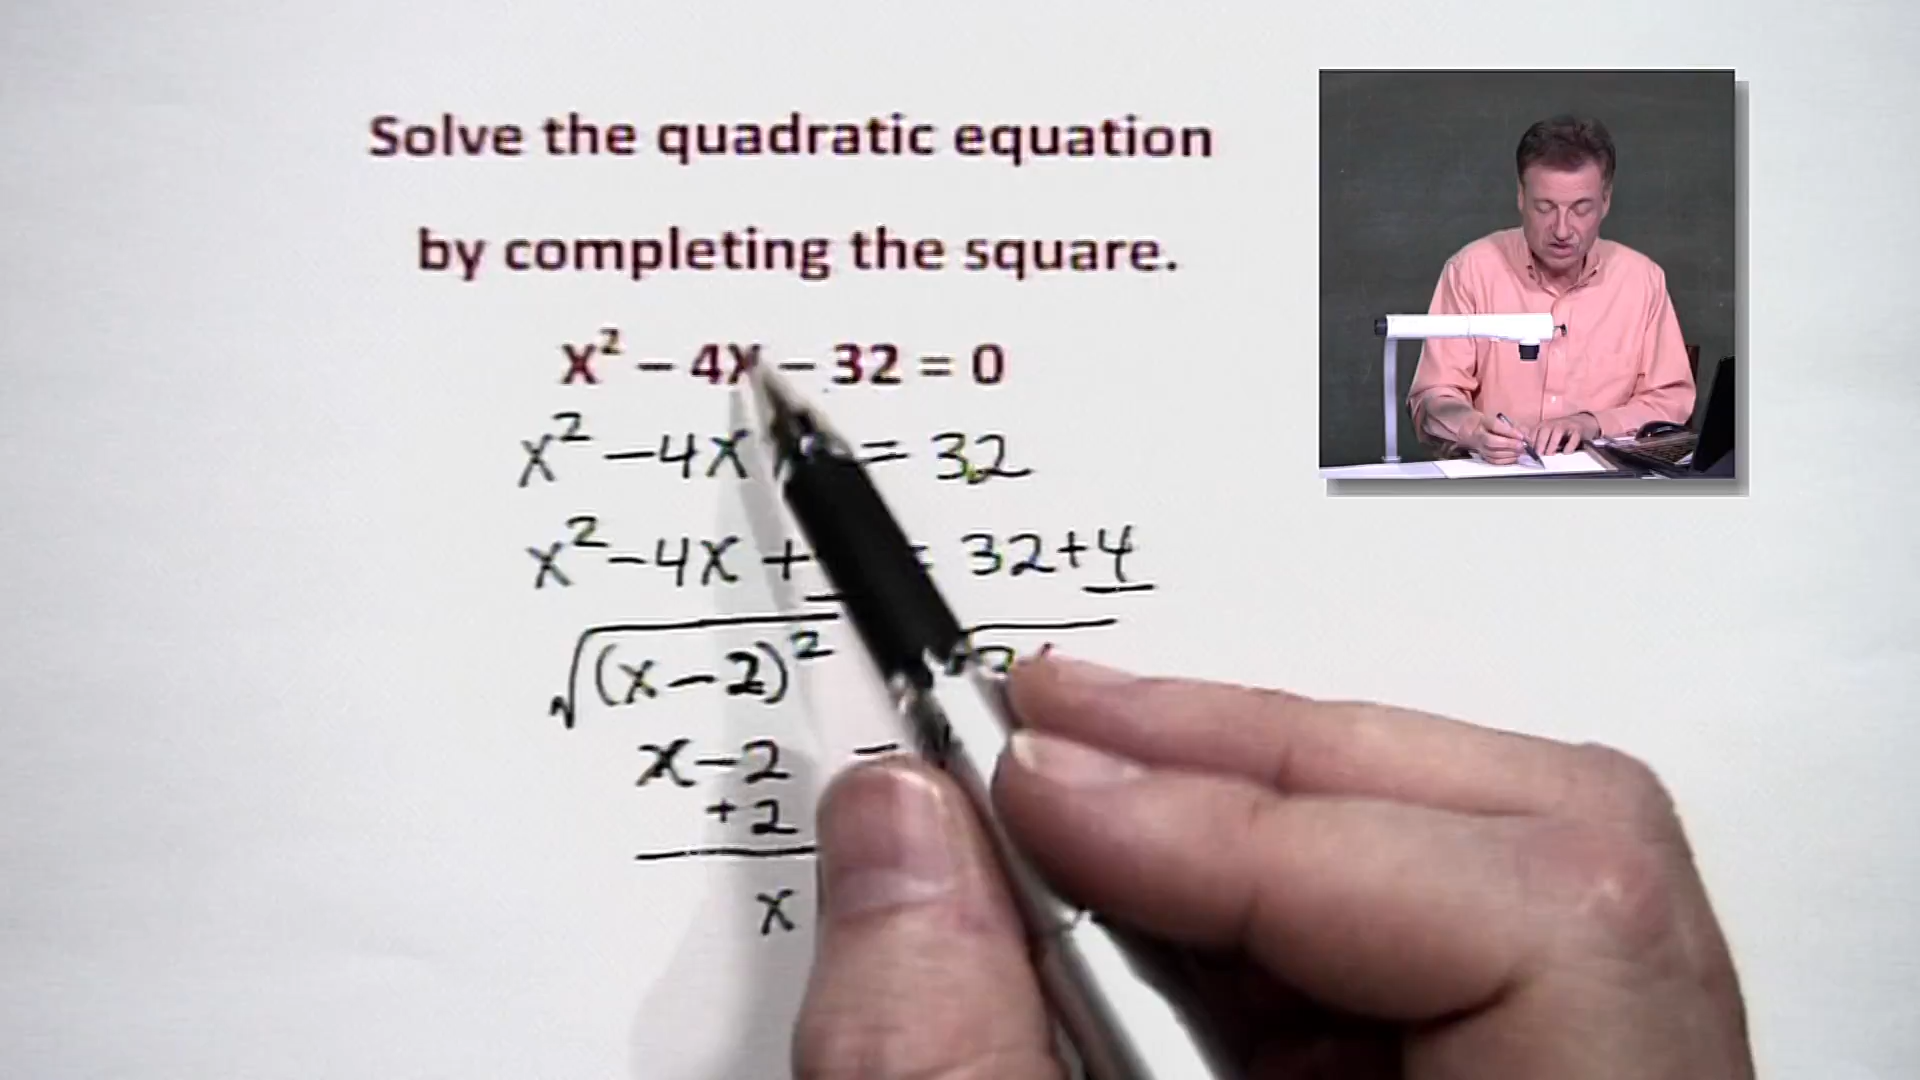 Solve the quadratic equation
by completing the square.
x² – 4x – 32 = 0
x² – 4x = 32
x² – 4x + = 32 + 4
√(x – 2)²
x – 2
+ 2
x